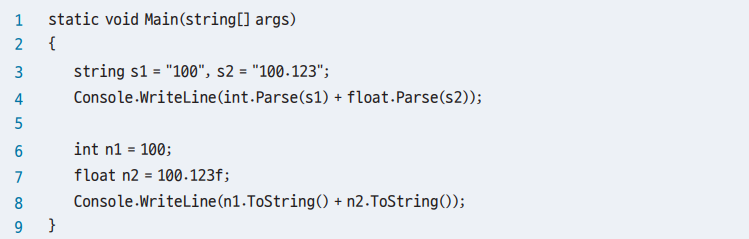 1 static void Main(string[] args)
2 {
3 string s1 = "100", s2 = "100.123";
4 Console.WriteLine(int.Parse(s1) + float.Parse(s2));
5
6 int n1 = 100;
7 float n2 = 100.123f;
8 Console.WriteLine(n1.ToString() + n2.ToString());
9 }